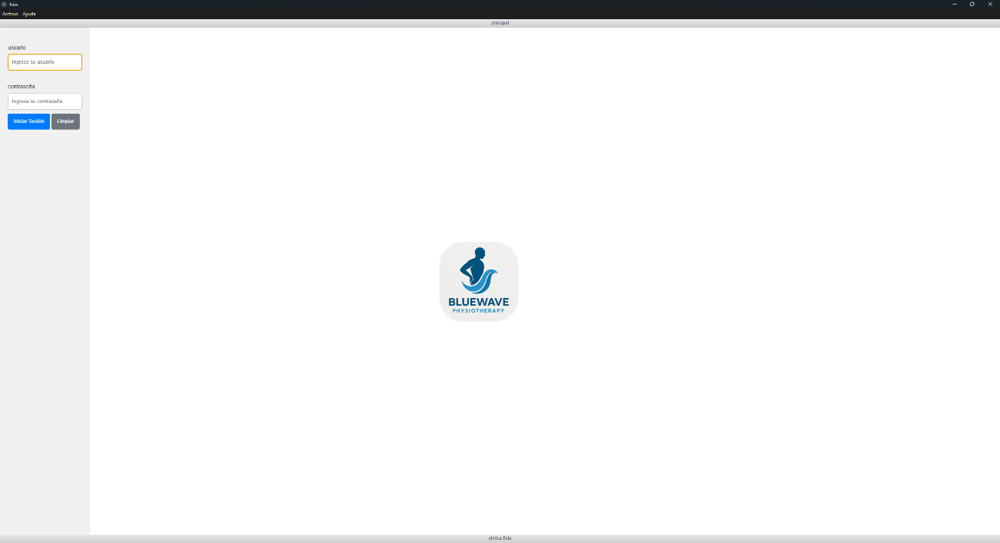 fisio
Archivo Ayuda
principal
usuario
Ingrese su usuario
contraseña
Ingrese su contraseña
Iniciar Sesión Limpiar
BLUEWAVE
PHYSIOTHERAPY
clinica fisio